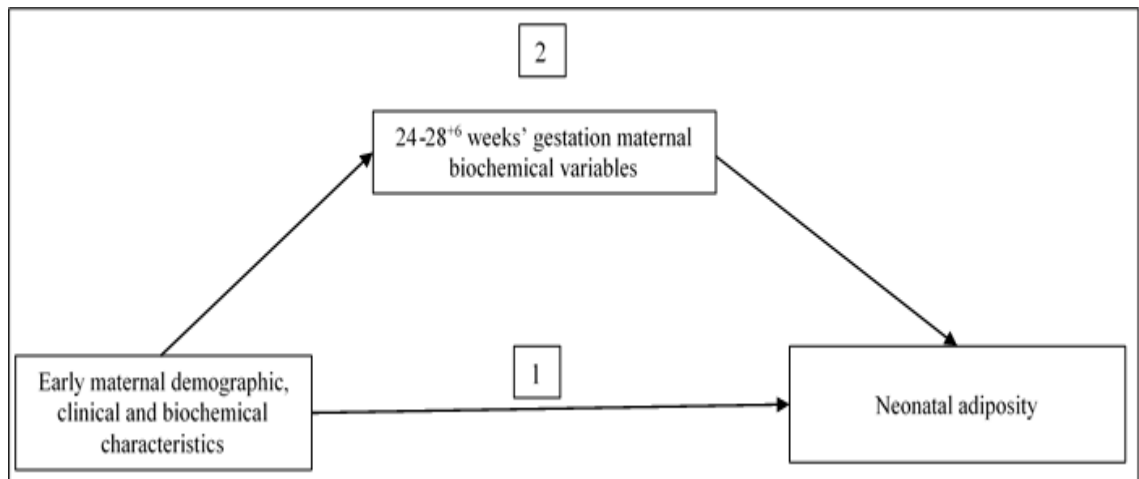 2
24-28⁺⁶ weeks’ gestation maternal
biochemical variables
1
Early maternal demographic,
clinical and biochemical
characteristics
Neonatal adiposity